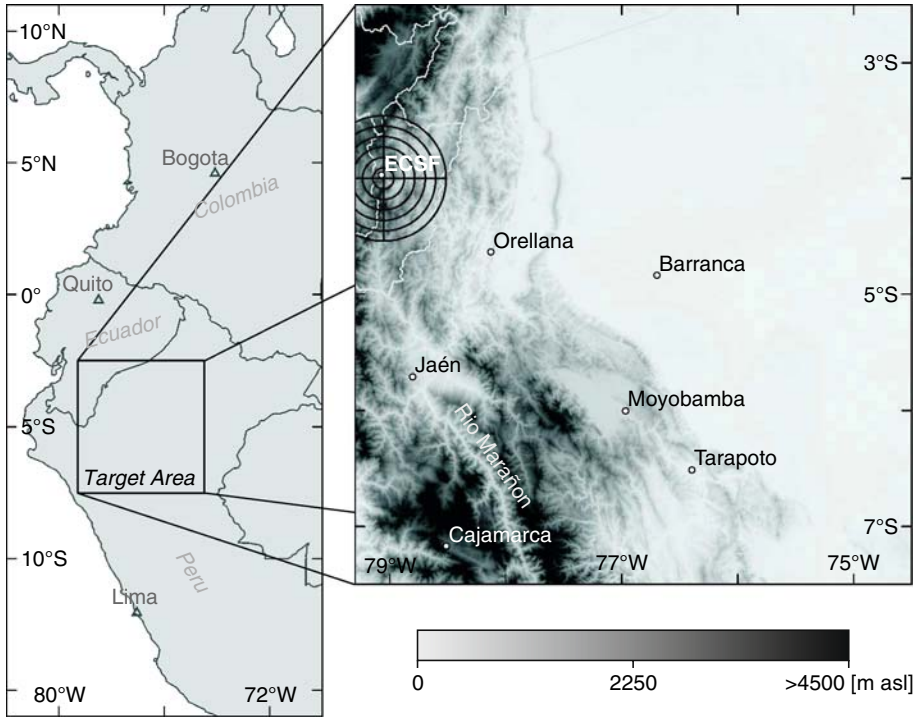 10°N
5°N
0°
5°S
10°S
80°W
72°W
Bogota
Colombia
Quito
Ecuador
Target Area
Peru
Lima
3°S
ECSF
Orellana
Barranca
5°S
Jaén
Moyobamba
Rio Marañon
Tarapoto
Cajamarca
7°S
79°W
77°W
75°W
0
2250
>4500 [m asl]